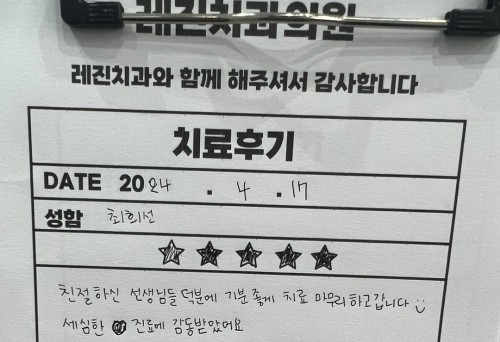 레진치과의원
레진치과와 함께 해주셔서 감사합니다
치료후기
DATE 2024 . 4 . 17
성함 최희선
친절하신 선생님들 덕분에 기분 좋게 치료 마무리하고갑니다
세심한 진료에 감동받았어요